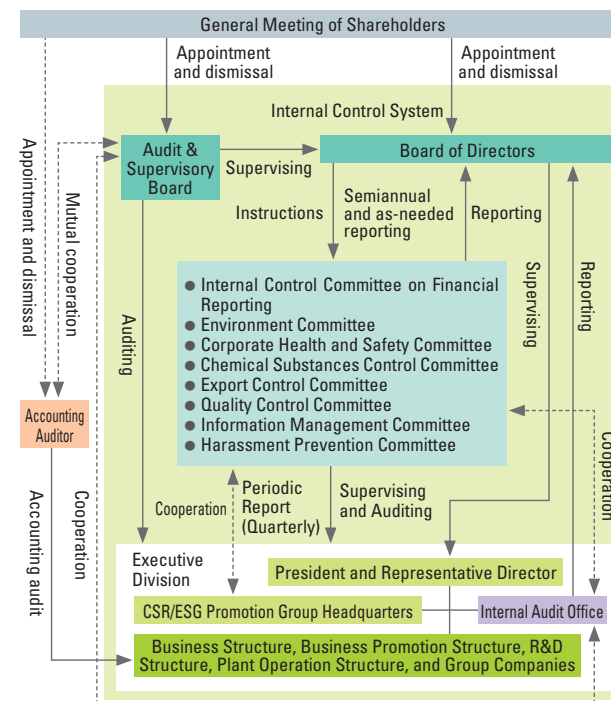 General Meeting of Shareholders
Appointment
and dismissal
Appointment
and dismissal
Internal Control System
Audit &
Supervisory
Board
Supervising
Board of Directors
Appointment and dismissal
Mutual cooperation
Instructions
Semiannual
and as-needed
reporting
Reporting
Auditing
Supervising
Reporting
● Internal Control Committee on Financial
Reporting
● Environment Committee
● Corporate Health and Safety Committee
● Chemical Substances Control Committee
● Export Control Committee
● Quality Control Committee
● Information Management Committee
● Harassment Prevention Committee
Accounting
Auditor
Cooperation
Accounting audit
Cooperation
Cooperation
Periodic
Report
(Quarterly)
Supervising
and Auditing
Executive
Division
President and Representative Director
CSR/ESG Promotion Group Headquarters
Internal Audit Office
Business Structure, Business Promotion Structure, R&D
Structure, Plant Operation Structure, and Group Companies